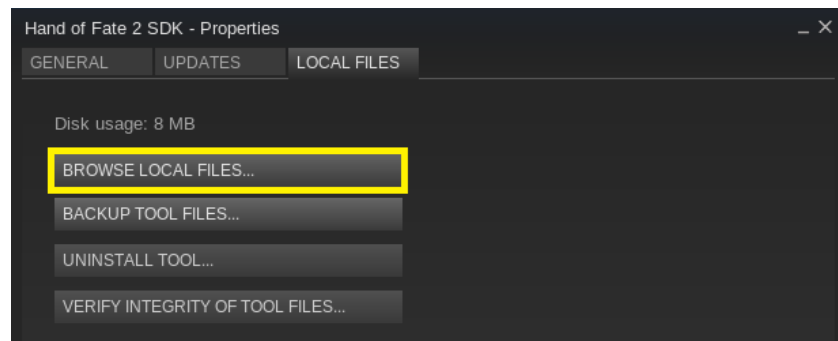 Hand of Fate 2 SDK - Properties
GENERAL UPDATES LOCAL FILES
Disk usage: 8 MB
BROWSE LOCAL FILES...
BACKUP TOOL FILES...
UNINSTALL TOOL...
VERIFY INTEGRITY OF TOOL FILES...